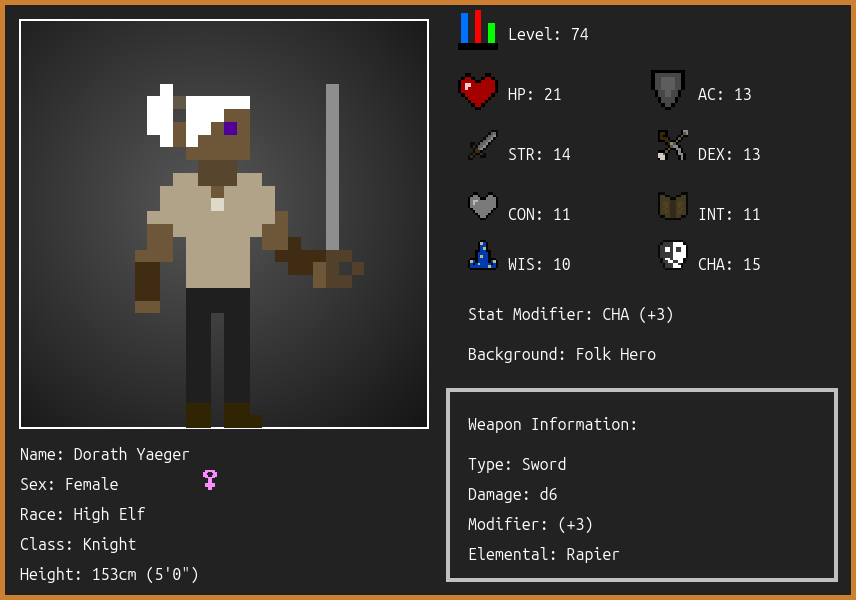 Level: 74
HP: 21
AC: 13
STR: 14
DEX: 13
CON: 11
INT: 11
WIS: 10
CHA: 15
Stat Modifier: CHA (+3)
Background: Folk Hero
Weapon Information:
Type: Sword
Damage: d6
Modifier: (+3)
Elemental: Rapier
Name: Dorath Yaeger
Sex: Female
Race: High Elf
Class: Knight
Height: 153cm (5'0")